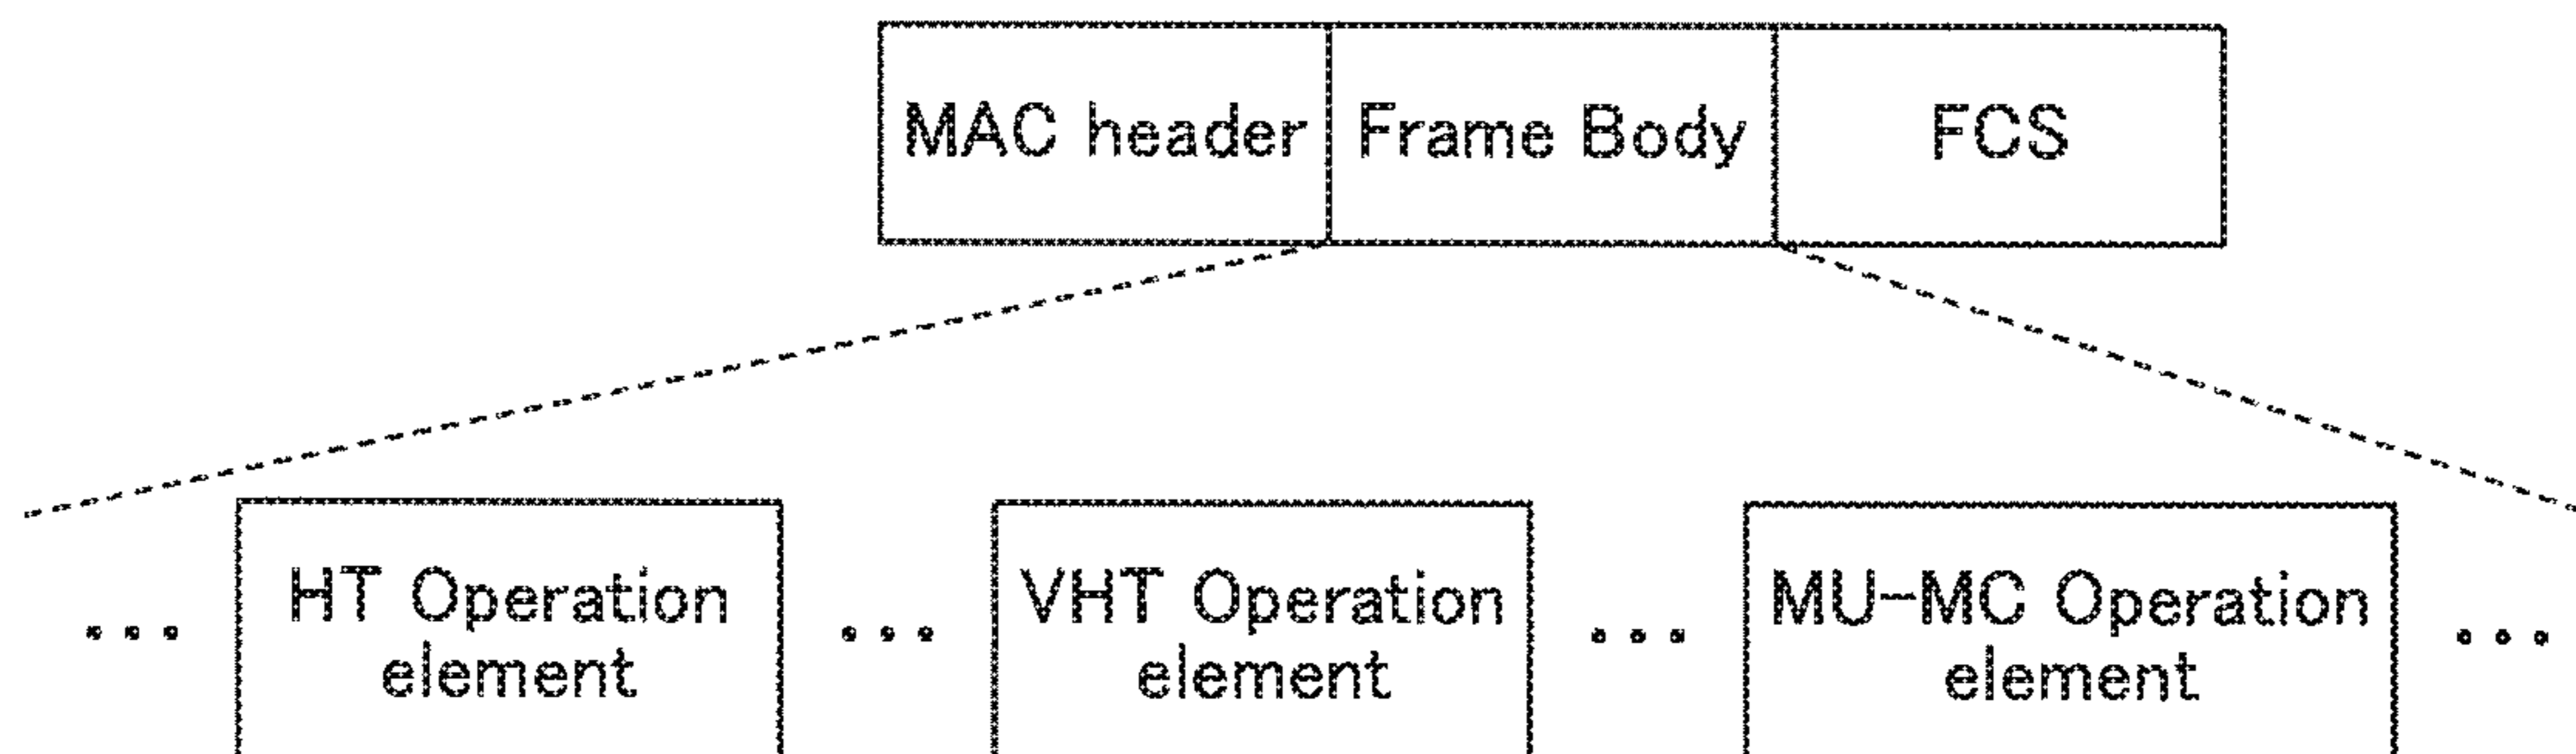 MAC header Frame Body FCS
... HT Operation ... VHT Operation ... MU-MC Operation ...
element element element